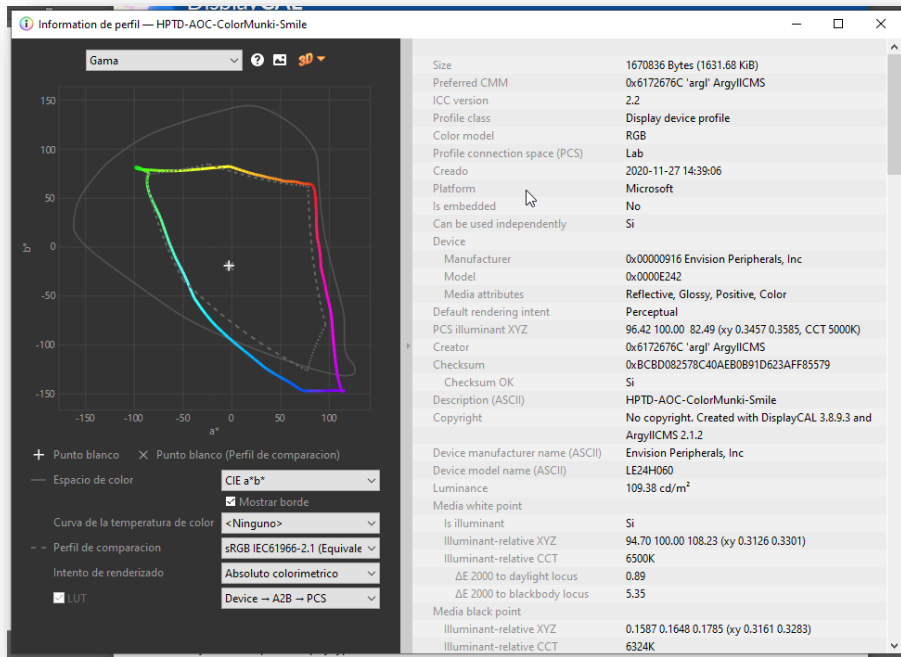 DisplayCAL
Información de perfil — HPTD-AOC-ColorMunki-Smile
Gama
?
3D
150
100
50
0
-50
-100
-150
b*
-150
-100
-50
0
50
100
a*
Punto blanco
Punto blanco (Perfil de comparacion)
Espacio de color
CIE a*b*
Mostrar borde
Curva de la temperatura de color
<Ninguno>
Perfil de comparacion
sRGB IEC61966-2.1 (Equivale
Intento de renderizado
Absoluto colorimetrico
LUT
Device → A2B → PCS
Size 1670836 Bytes (1631.68 KiB)
Preferred CMM 0x6172676C 'argl' ArgyllCMS
ICC version 2.2
Profile class Display device profile
Color model RGB
Profile connection space (PCS) Lab
Creado 2020-11-27 14:39:06
Platform Microsoft
Is embedded No
Can be used independently Si
Device
Manufacturer 0x00000916 Envision Peripherals, Inc
Model 0x0000E242
Media attributes Reflective, Glossy, Positive, Color
Default rendering intent Perceptual
PCS illuminant XYZ 96.42 100.00 82.49 (xy 0.3457 0.3585, CCT 5000K)
Creator 0x6172676C 'argl' ArgyllCMS
Checksum 0xBCBD082578C40AEB0B91D623AFF85579
Checksum OK Si
Description (ASCII) HPTD-AOC-ColorMunki-Smile
Copyright No copyright. Created with DisplayCAL 3.8.9.3 and
ArgyllCMS 2.1.2
Device manufacturer name (ASCII) Envision Peripherals, Inc
Device model name (ASCII) LE24H060
Luminance 109.38 cd/m²
Media white point
Is illuminant Si
Illuminant-relative XYZ 94.70 100.00 108.23 (xy 0.3126 0.3301)
Illuminant-relative CCT 6500K
ΔE 2000 to daylight locus 0.89
ΔE 2000 to blackbody locus 5.35
Media black point
Illuminant-relative XYZ 0.1587 0.1648 0.1785 (xy 0.3161 0.3283)
Illuminant-relative CCT 6324K